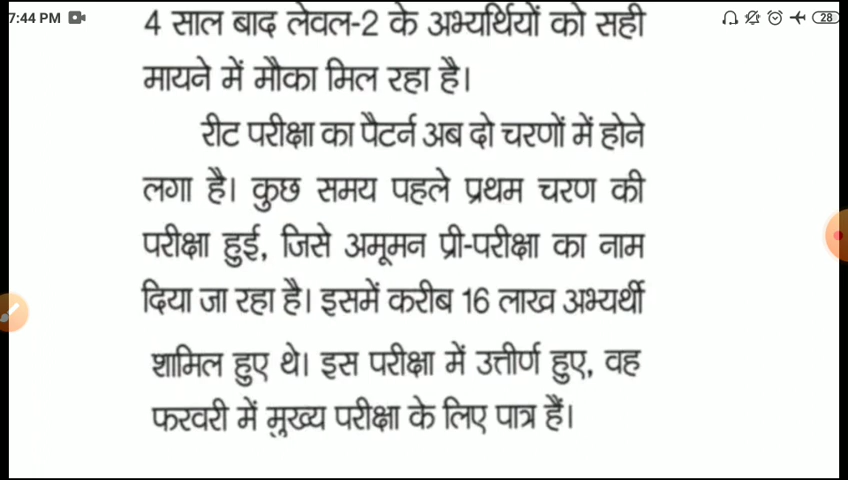 7:44 PM
28
4 साल बाद लेवल-2 के अभ्यर्थियों को सही
मायने में मौका मिल रहा है।
रीट परीक्षा का पैटर्न अब दो चरणों में होने
लगा है। कुछ समय पहले प्रथम चरण की
परीक्षा हुई, जिसे अमूमन प्री-परीक्षा का नाम
दिया जा रहा है। इसमें करीब 16 लाख अभ्यर्थी
शामिल हुए थे। इस परीक्षा में उत्तीर्ण हुए, वह
फरवरी में मुख्य परीक्षा के लिए पात्र हैं।